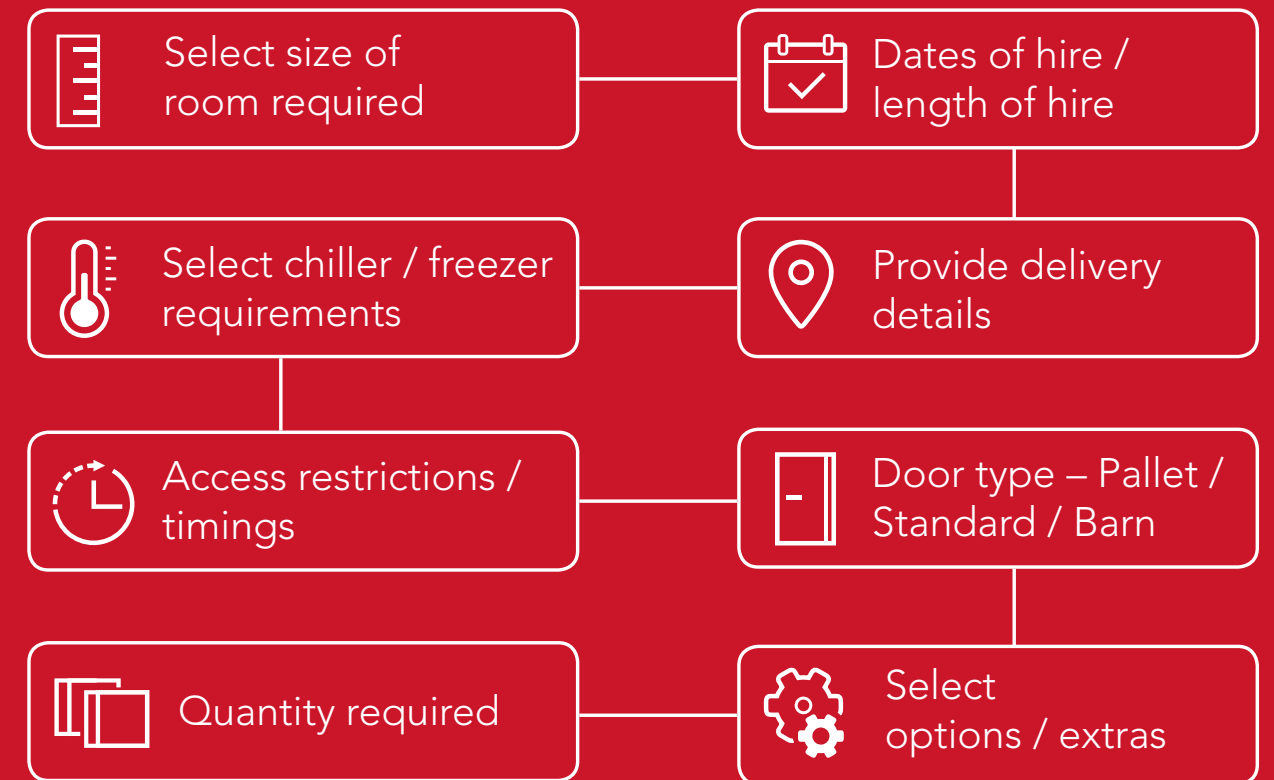 Select size of
room required
Dates of hire /
length of hire
Provide delivery
details
Select chiller / freezer
requirements
Access restrictions /
timings
Door type – Pallet /
Standard / Barn
Select
options / extras
Quantity required